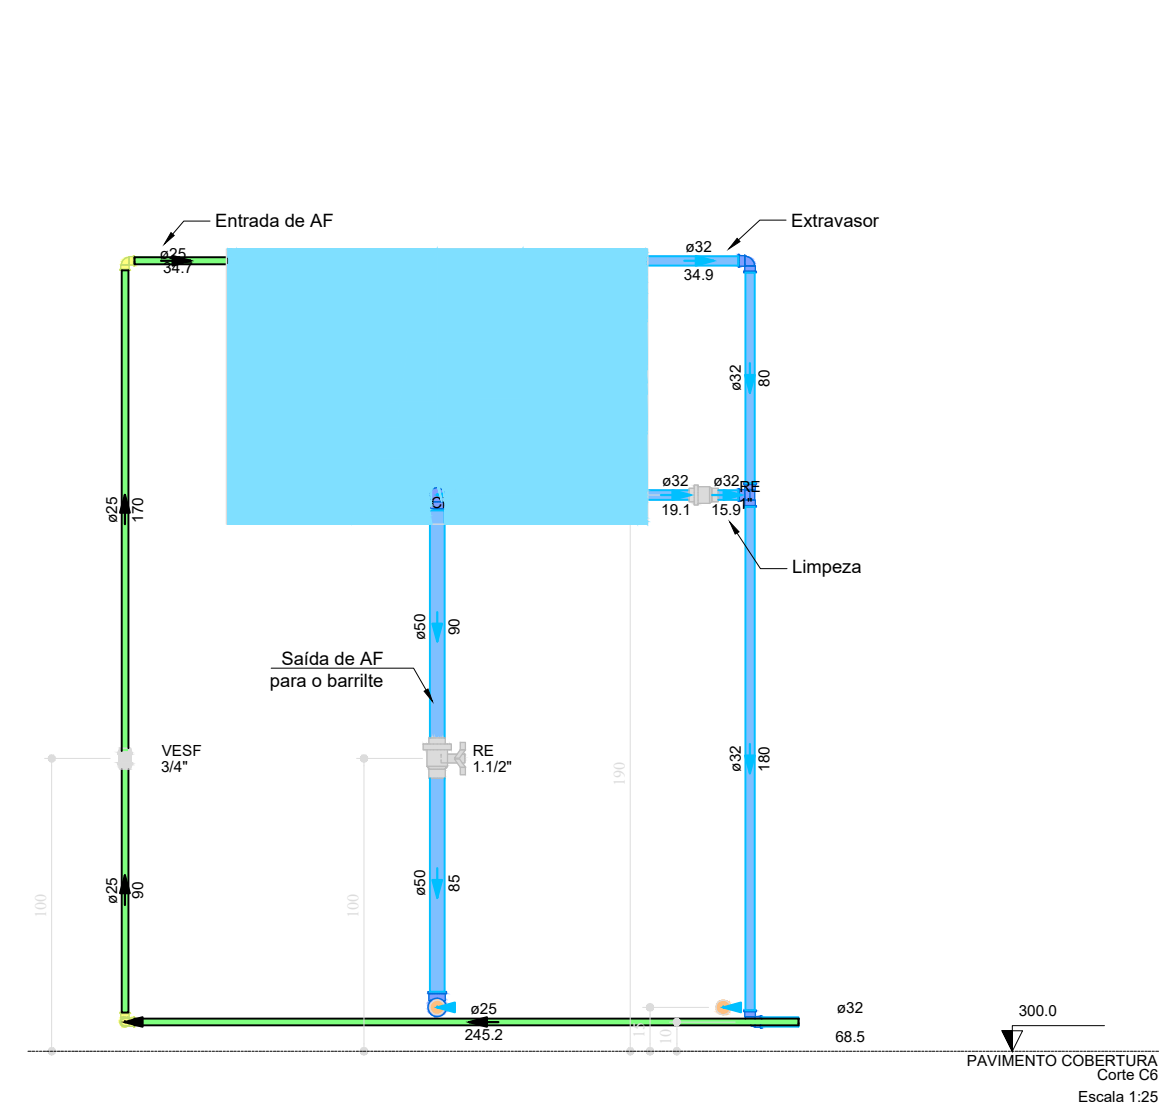 Entrada de AF
Extravasor
ø25
34.7
ø32
34.9
ø32
80
ø32
19.1
ø32
15.9
RE
1"
Limpeza
ø25
170
ø50
90
Saída de AF
para o barrilte
VESF
3/4"
RE
1.1/2"
190
ø32
180
100
ø25
90
100
ø50
85
ø25
245.2
10
ø32
68.5
300.0
PAVIMENTO COBERTURA
Corte C6
Escala 1:25